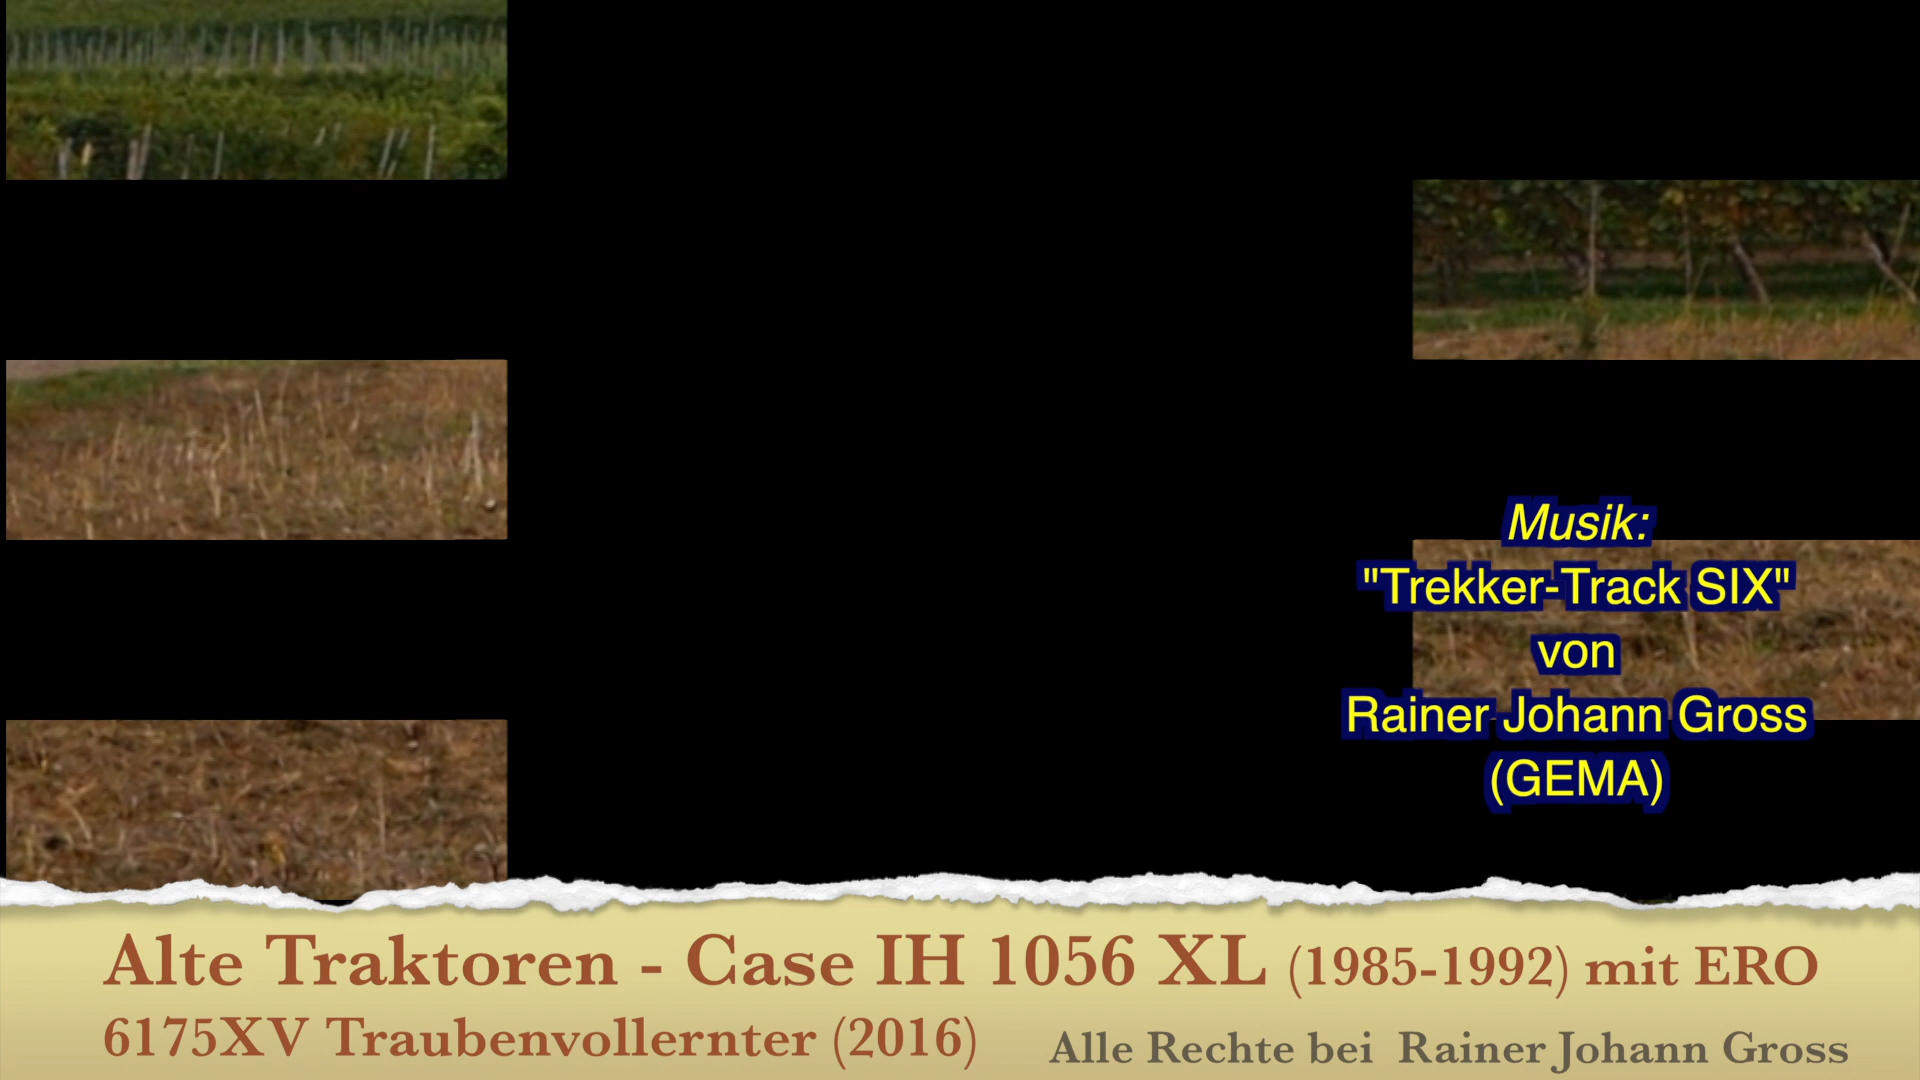 Musik:
"Trekker-Track SIX"
von
Rainer Johann Gross
(GEMA)
Alte Traktoren - Case IH 1056 XL (1985-1992) mit ERO
6175XV Traubenvollernter (2016) Alle Rechte bei Rainer Johann Gross